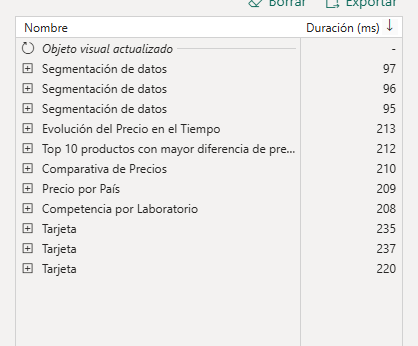 Borrar Exportar
Nombre Duración (ms) ↓
Objeto visual actualizado -
Segmentación de datos 97
Segmentación de datos 96
Segmentación de datos 95
Evolución del Precio en el Tiempo 213
Top 10 productos con mayor diferencia de pre... 212
Comparativa de Precios 210
Precio por País 209
Competencia por Laboratorio 208
Tarjeta 235
Tarjeta 237
Tarjeta 220